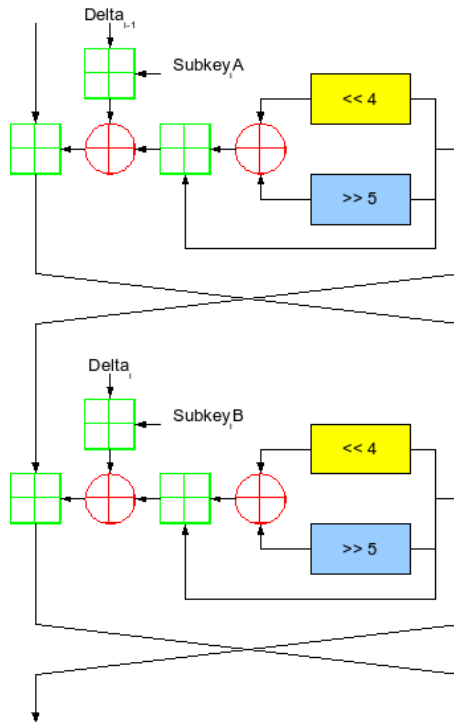 Delta i-1
Subkey i A
<< 4
>> 5
Delta i
Subkey i B
<< 4
>> 5